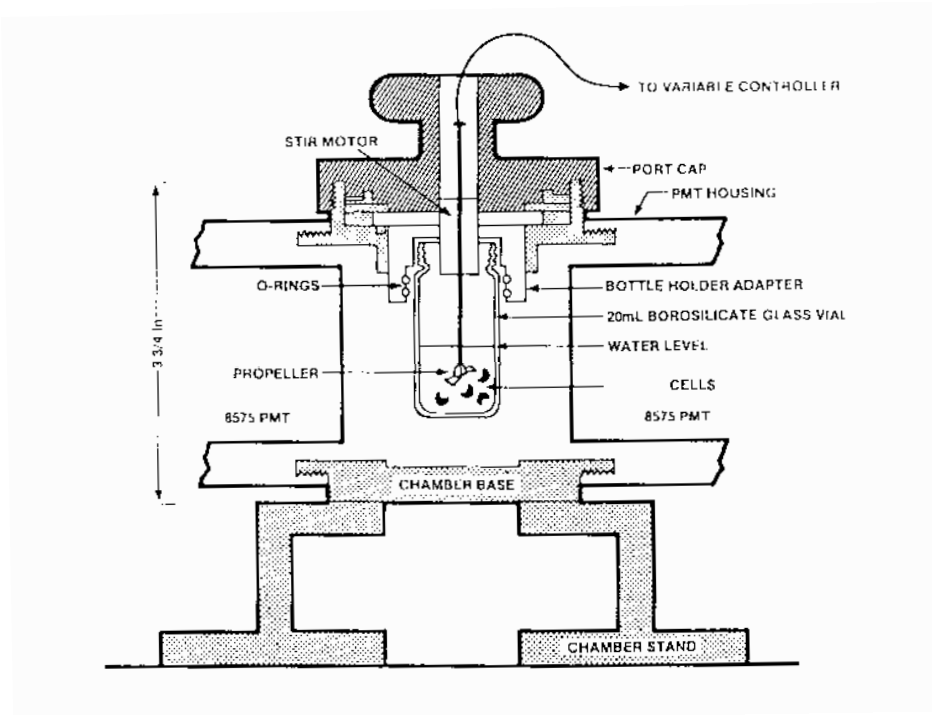 TO VARIABLE CONTROLLER
STIR MOTOR
PORT CAP
PMT HOUSING
O-RINGS
BOTTLE HOLDER ADAPTER
20mL BOROSILICATE GLASS VIAL
WATER LEVEL
3 3/4 In
PROPELLER
CELLS
8575 PMT
8575 PMT
CHAMBER BASE
CHAMBER STAND